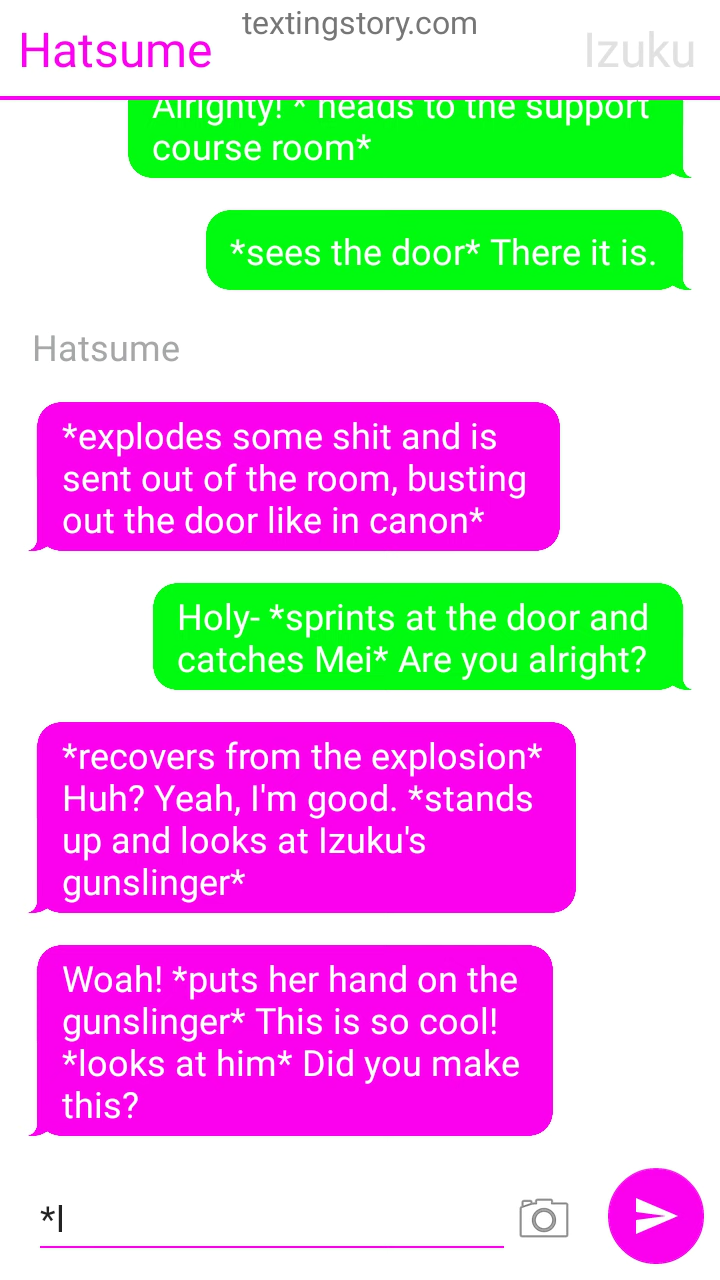 textingstory.com
Hatsume
Izuku
Alrighty! * heads to the support
course room*
*sees the door* There it is.
Hatsume
*explodes some shit and is
sent out of the room, busting
out the door like in canon*
Holy- *sprints at the door and
catches Mei* Are you alright?
*recovers from the explosion*
Huh? Yeah, I'm good. *stands
up and looks at Izuku's
gunslinger*
Woah! *puts her hand on the
gunslinger* This is so cool!
*looks at him* Did you make
this?
*